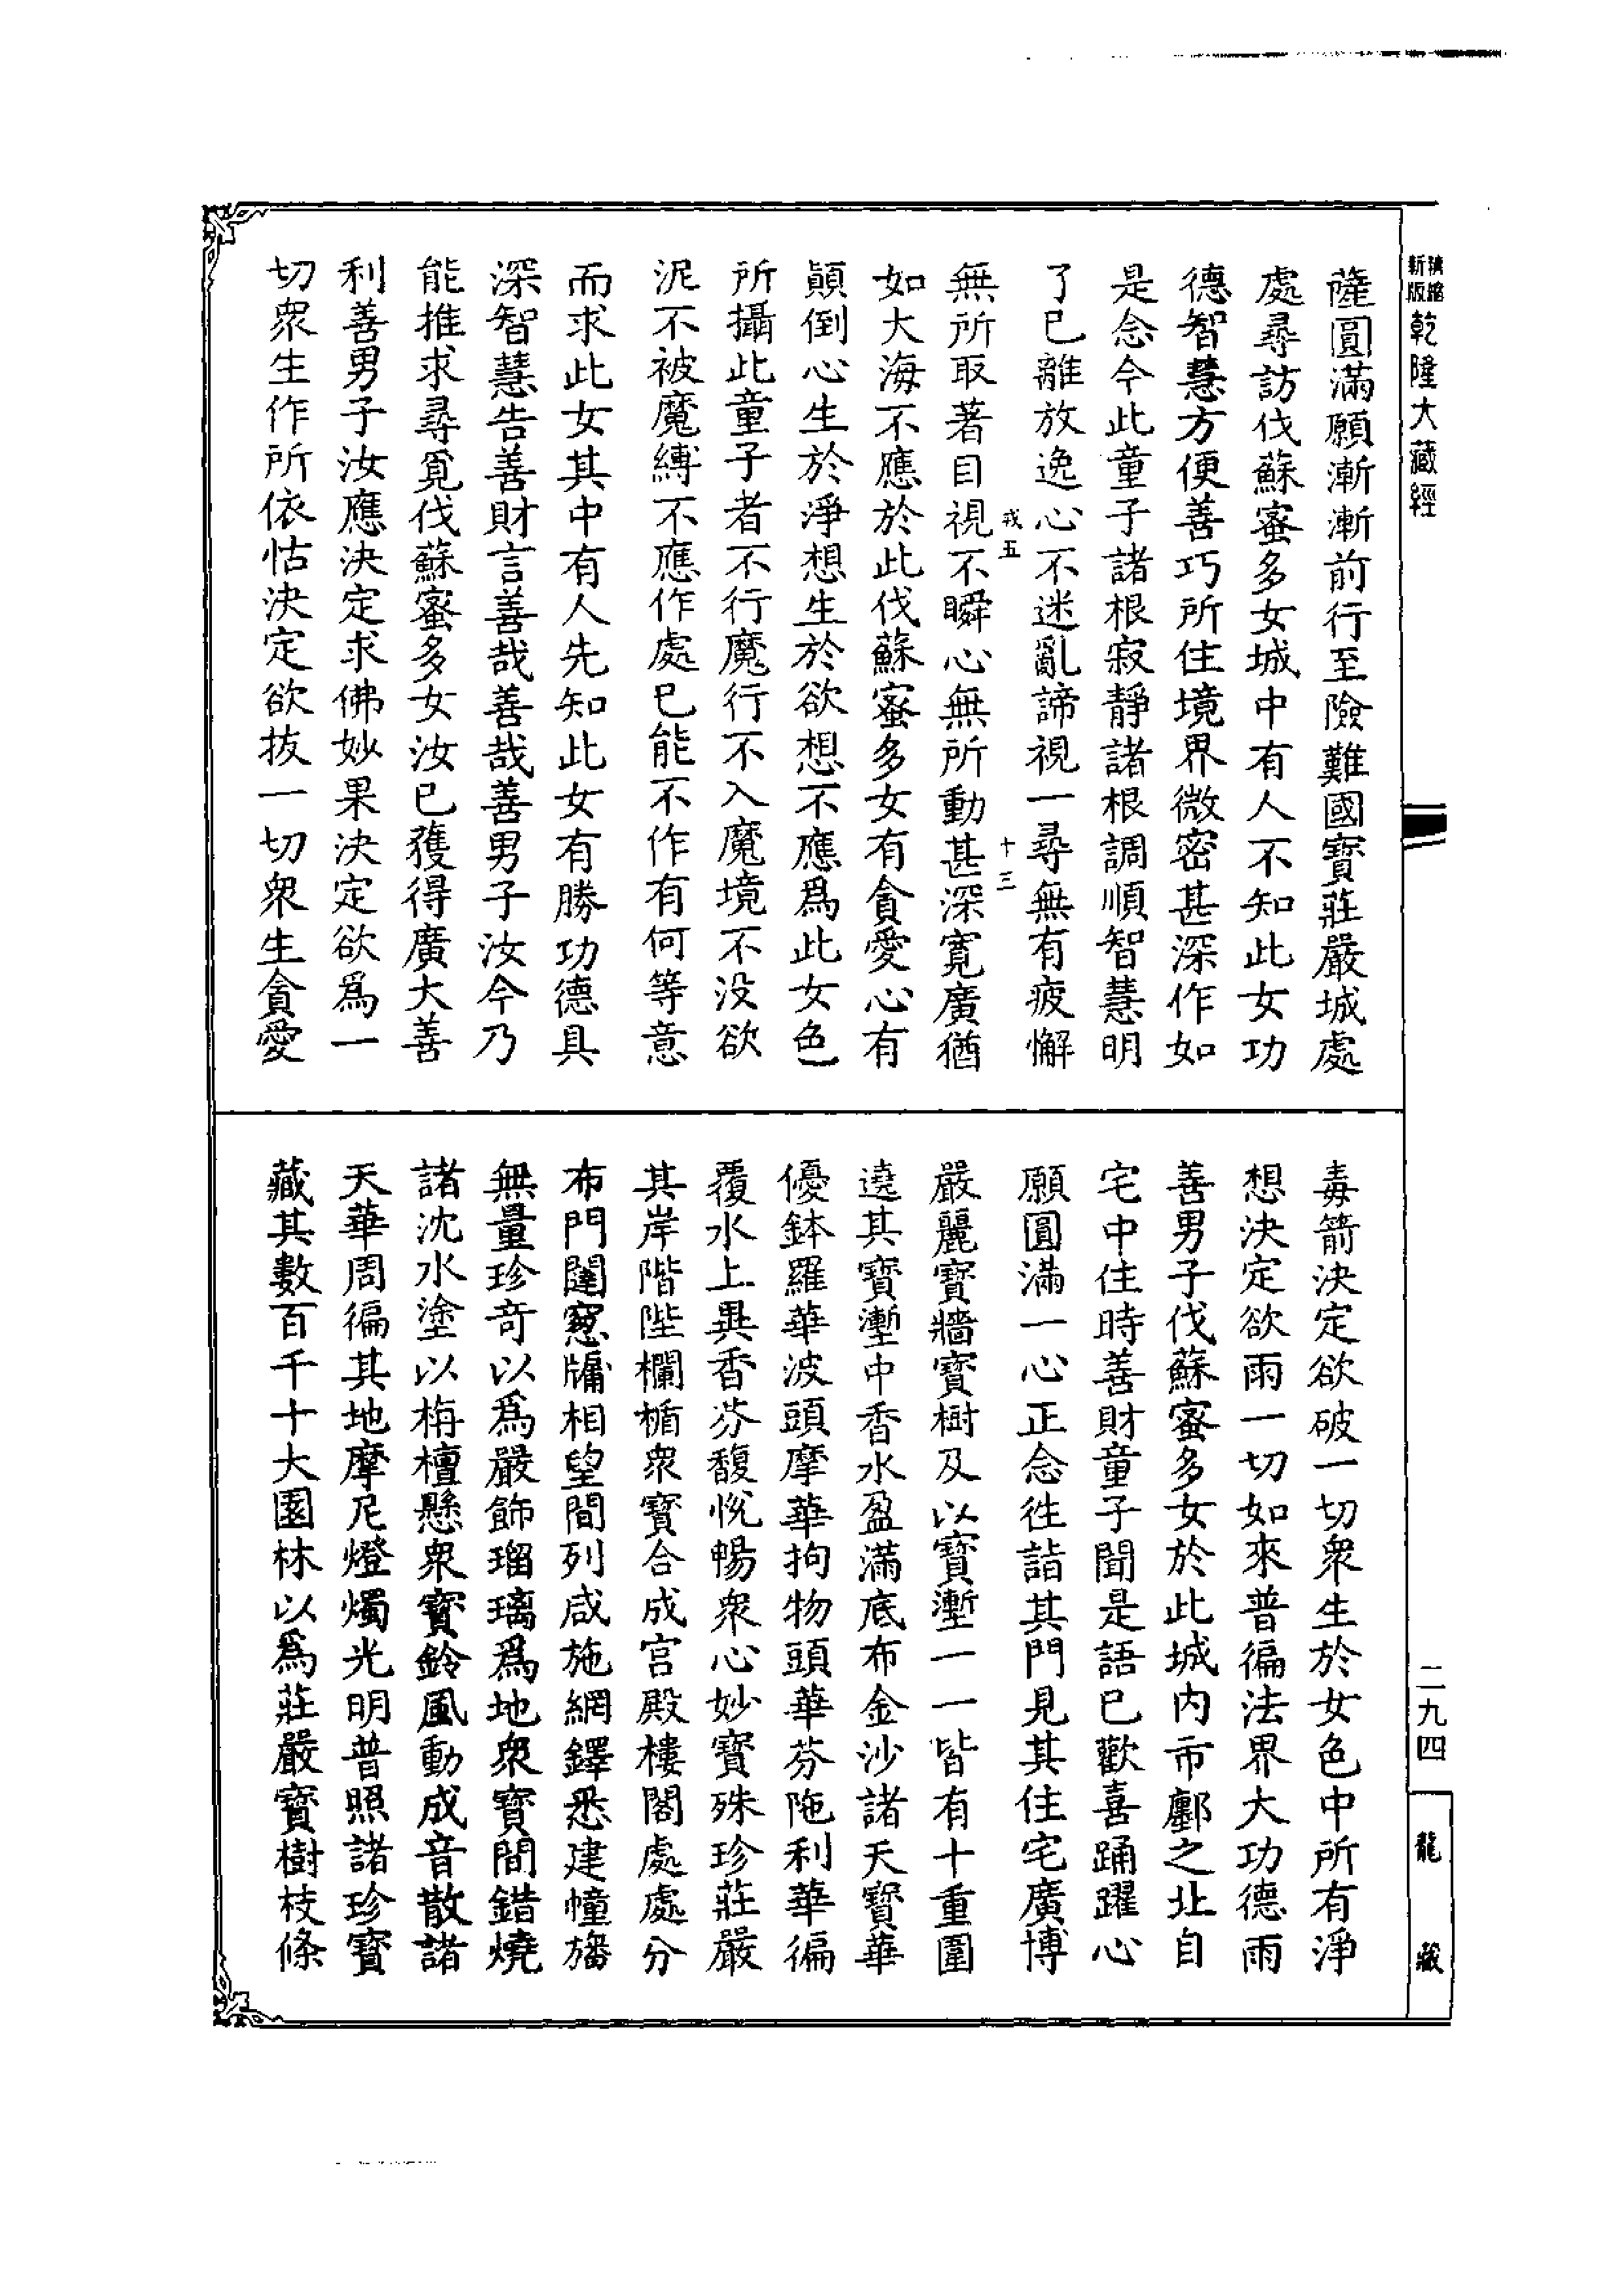 新版
精縮
乾隆大藏經
薩圓滿願漸漸前行至險難國寶莊嚴城處
處尋訪伐蘇蜜多女城中有人不知此女功
德智慧方便善巧所住境界微密甚深作如
是念今此童子諸根寂靜諸根調順智慧明
了已離放逸心不迷亂諦視一尋無有疲懈
戎五
十三
無所取著目視不瞬心無所動甚深寬廣猶
如大海不應於此伐蘇蜜多女有貪愛心有
顛倒心生於淨想生於欲想不應爲此女色
所攝此童子者不行魔行不入魔境不没欲
泥不被魔縛不應作處已能不作有何等意
而求此女其中有人先知此女有勝功德具
深智慧告善財言善哉善哉善男子汝今乃
能推求尋覓伐蘇蜜多女汝已獲得廣大善
利善男子汝應決定求佛妙果決定欲爲一
切衆生作所依怙決定欲拔一切衆生貪愛
毒箭決定欲破一切衆生於女色中所有淨
想決定欲雨一切如來普徧法界大功德雨
善男子伐蘇蜜多女於此城内市鄽之北自
宅中住時善財童子聞是語已歡喜踊躍心
願圓滿一心正念往詣其門見其住宅廣博
嚴麗寶牆寶樹及以寶塹一一皆有十重圍
遶其寶塹中香水盈滿底布金沙諸天寶華
優鉢羅華波頭摩華拘物頭華芬陁利華徧
覆水上異香芬馥悅暢衆心妙寶殊珍莊嚴
其岸階陛欄楯衆寶合成宮殿樓閣處處分
布門闥窻牖相望間列咸施網鐸悉建幢旛
無量珍奇以爲嚴飾瑠璃爲地衆寶間錯燒
諸沈水塗以栴檀懸衆寶鈴風動成音散諸
天華周徧其地摩尼燈燭光明普照諸珍寶
藏其數百千十大園林以爲莊嚴寶樹枝條
二九四
龍藏